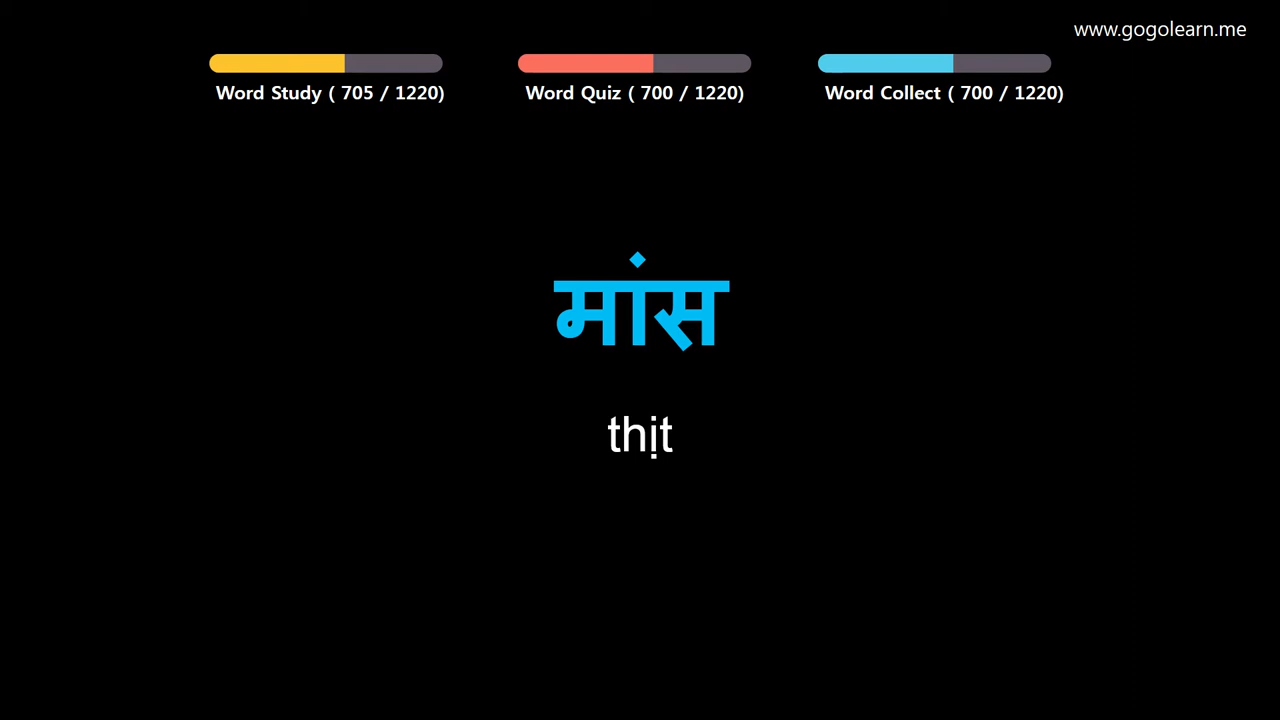 www.gogolearn.me
Word Study ( 705 / 1220)
Word Quiz ( 700 / 1220)
Word Collect ( 700 / 1220)
मांस
thịt